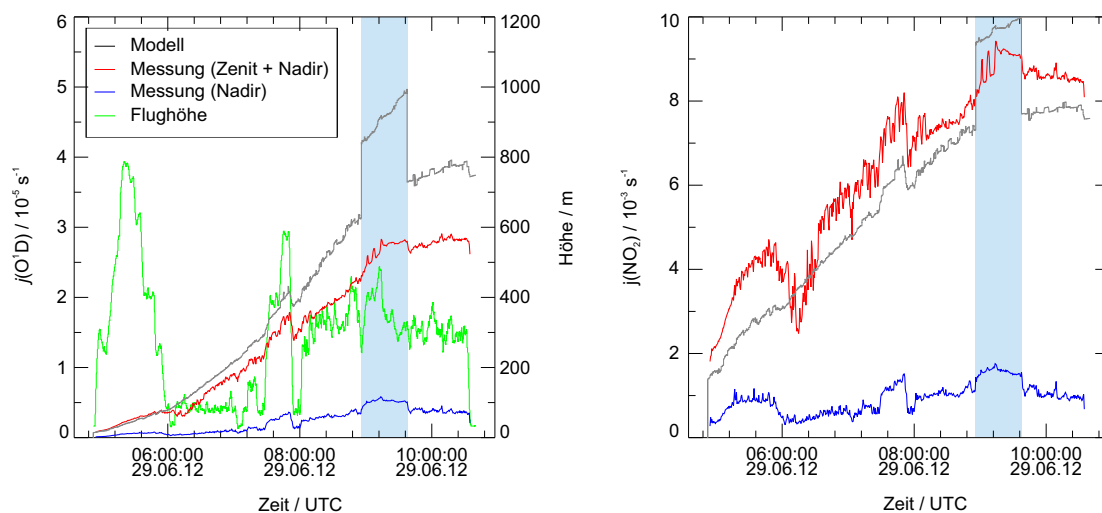 6
5
4
3
2
1
0
j(O¹D) / 10⁻⁵ s⁻¹
Modell
Messung (Zenit + Nadir)
Messung (Nadir)
Flughöhe
1200
1000
800
600
400
200
0
Höhe / m
06:00:00 08:00:00 10:00:00
29.06.12 29.06.12 29.06.12
Zeit / UTC
10
8
6
4
2
0
j(NO₂) / 10⁻³ s⁻¹
06:00:00 08:00:00 10:00:00
29.06.12 29.06.12 29.06.12
Zeit / UTC